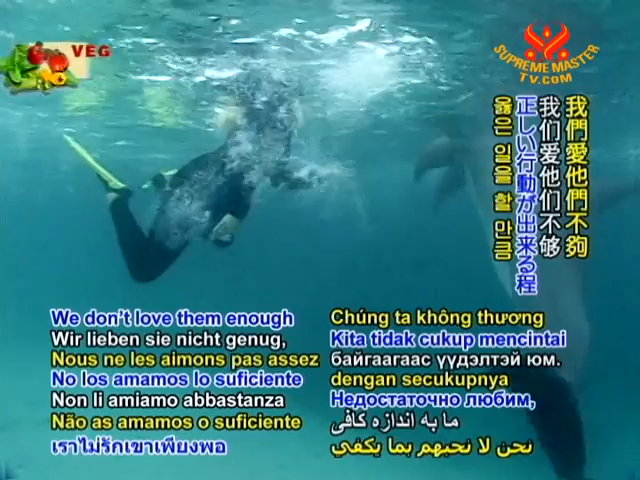 VEG
SUPREME MASTER
TV.COM
我們愛他們不夠
我们爱他们不够
正しい行動が出来る程
옳은 일을 할 만큼
We don't love them enough
Wir lieben sie nicht genug,
Nous ne les aimons pas assez
No los amamos lo suficiente
Non li amiamo abbastanza
Não as amamos o suficiente
เราไม่รักเขาเพียงพอ
Chúng ta không thương
Kita tidak cukup mencintai
байгаагаас үүдэлтэй юм.
dengan secukupnya
Недостаточно любим,
ما به اندازه کافی
نحن لا نحبهم بما يكفي